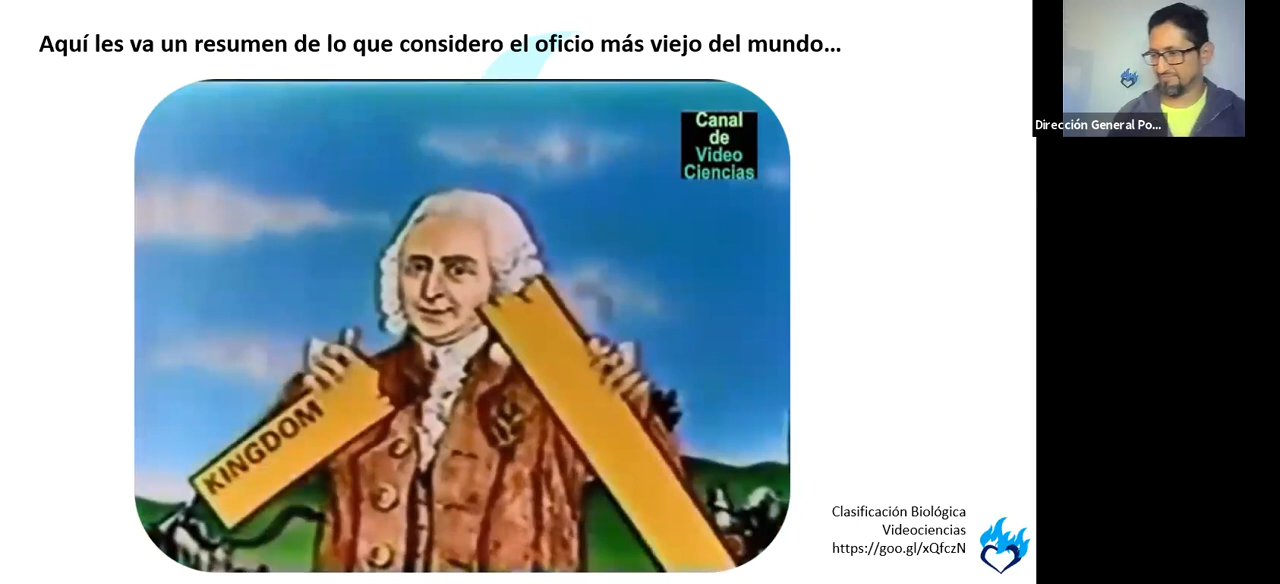 Aquí les va un resumen de lo que considero el oficio más viejo del mundo…
Canal
de
Video
Ciencias
Dirección General Po...
KINGDOM
Clasificación Biológica
Videociencias
https://goo.gl/xQfczN